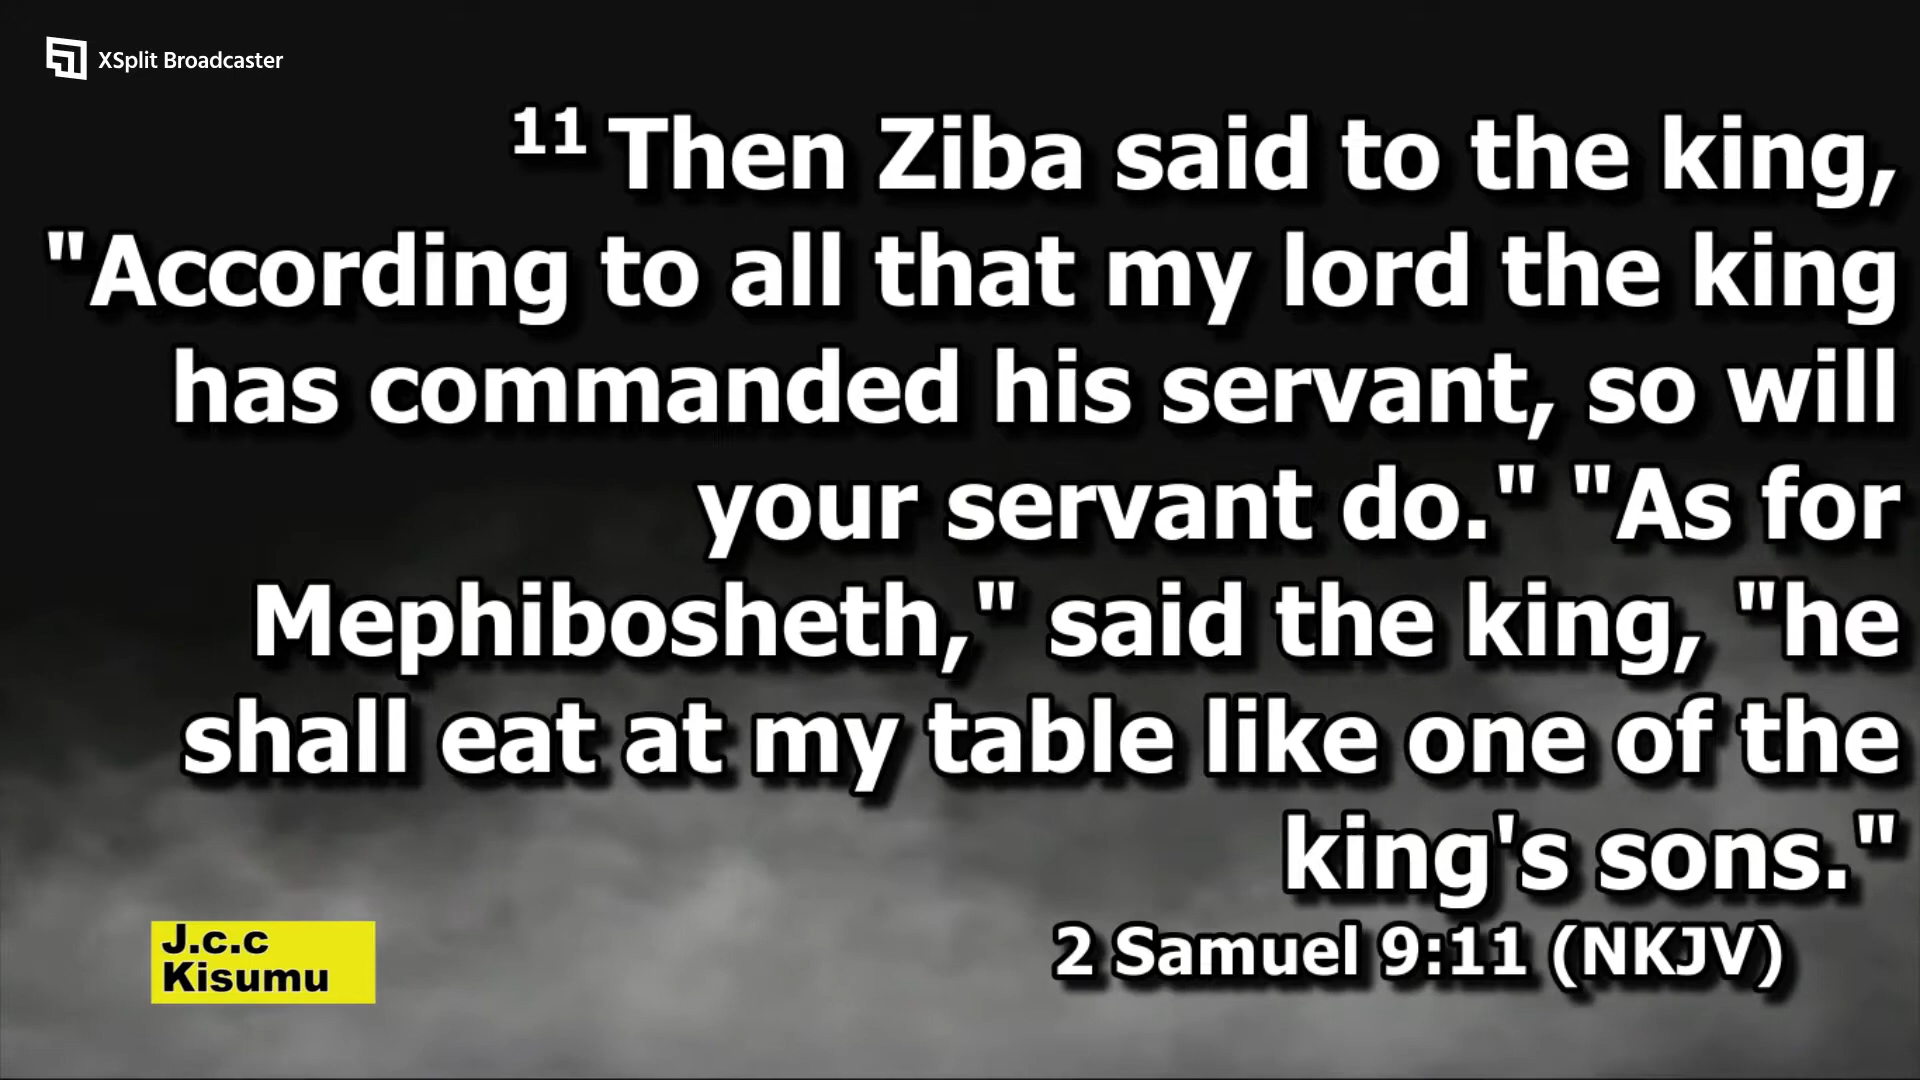 XSplit Broadcaster
11 Then Ziba said to the king,
"According to all that my lord the king
has commanded his servant, so will
your servant do." "As for
Mephibosheth," said the king, "he
shall eat at my table like one of the
king's sons."
2 Samuel 9:11 (NKJV)
J.c.c
Kisumu